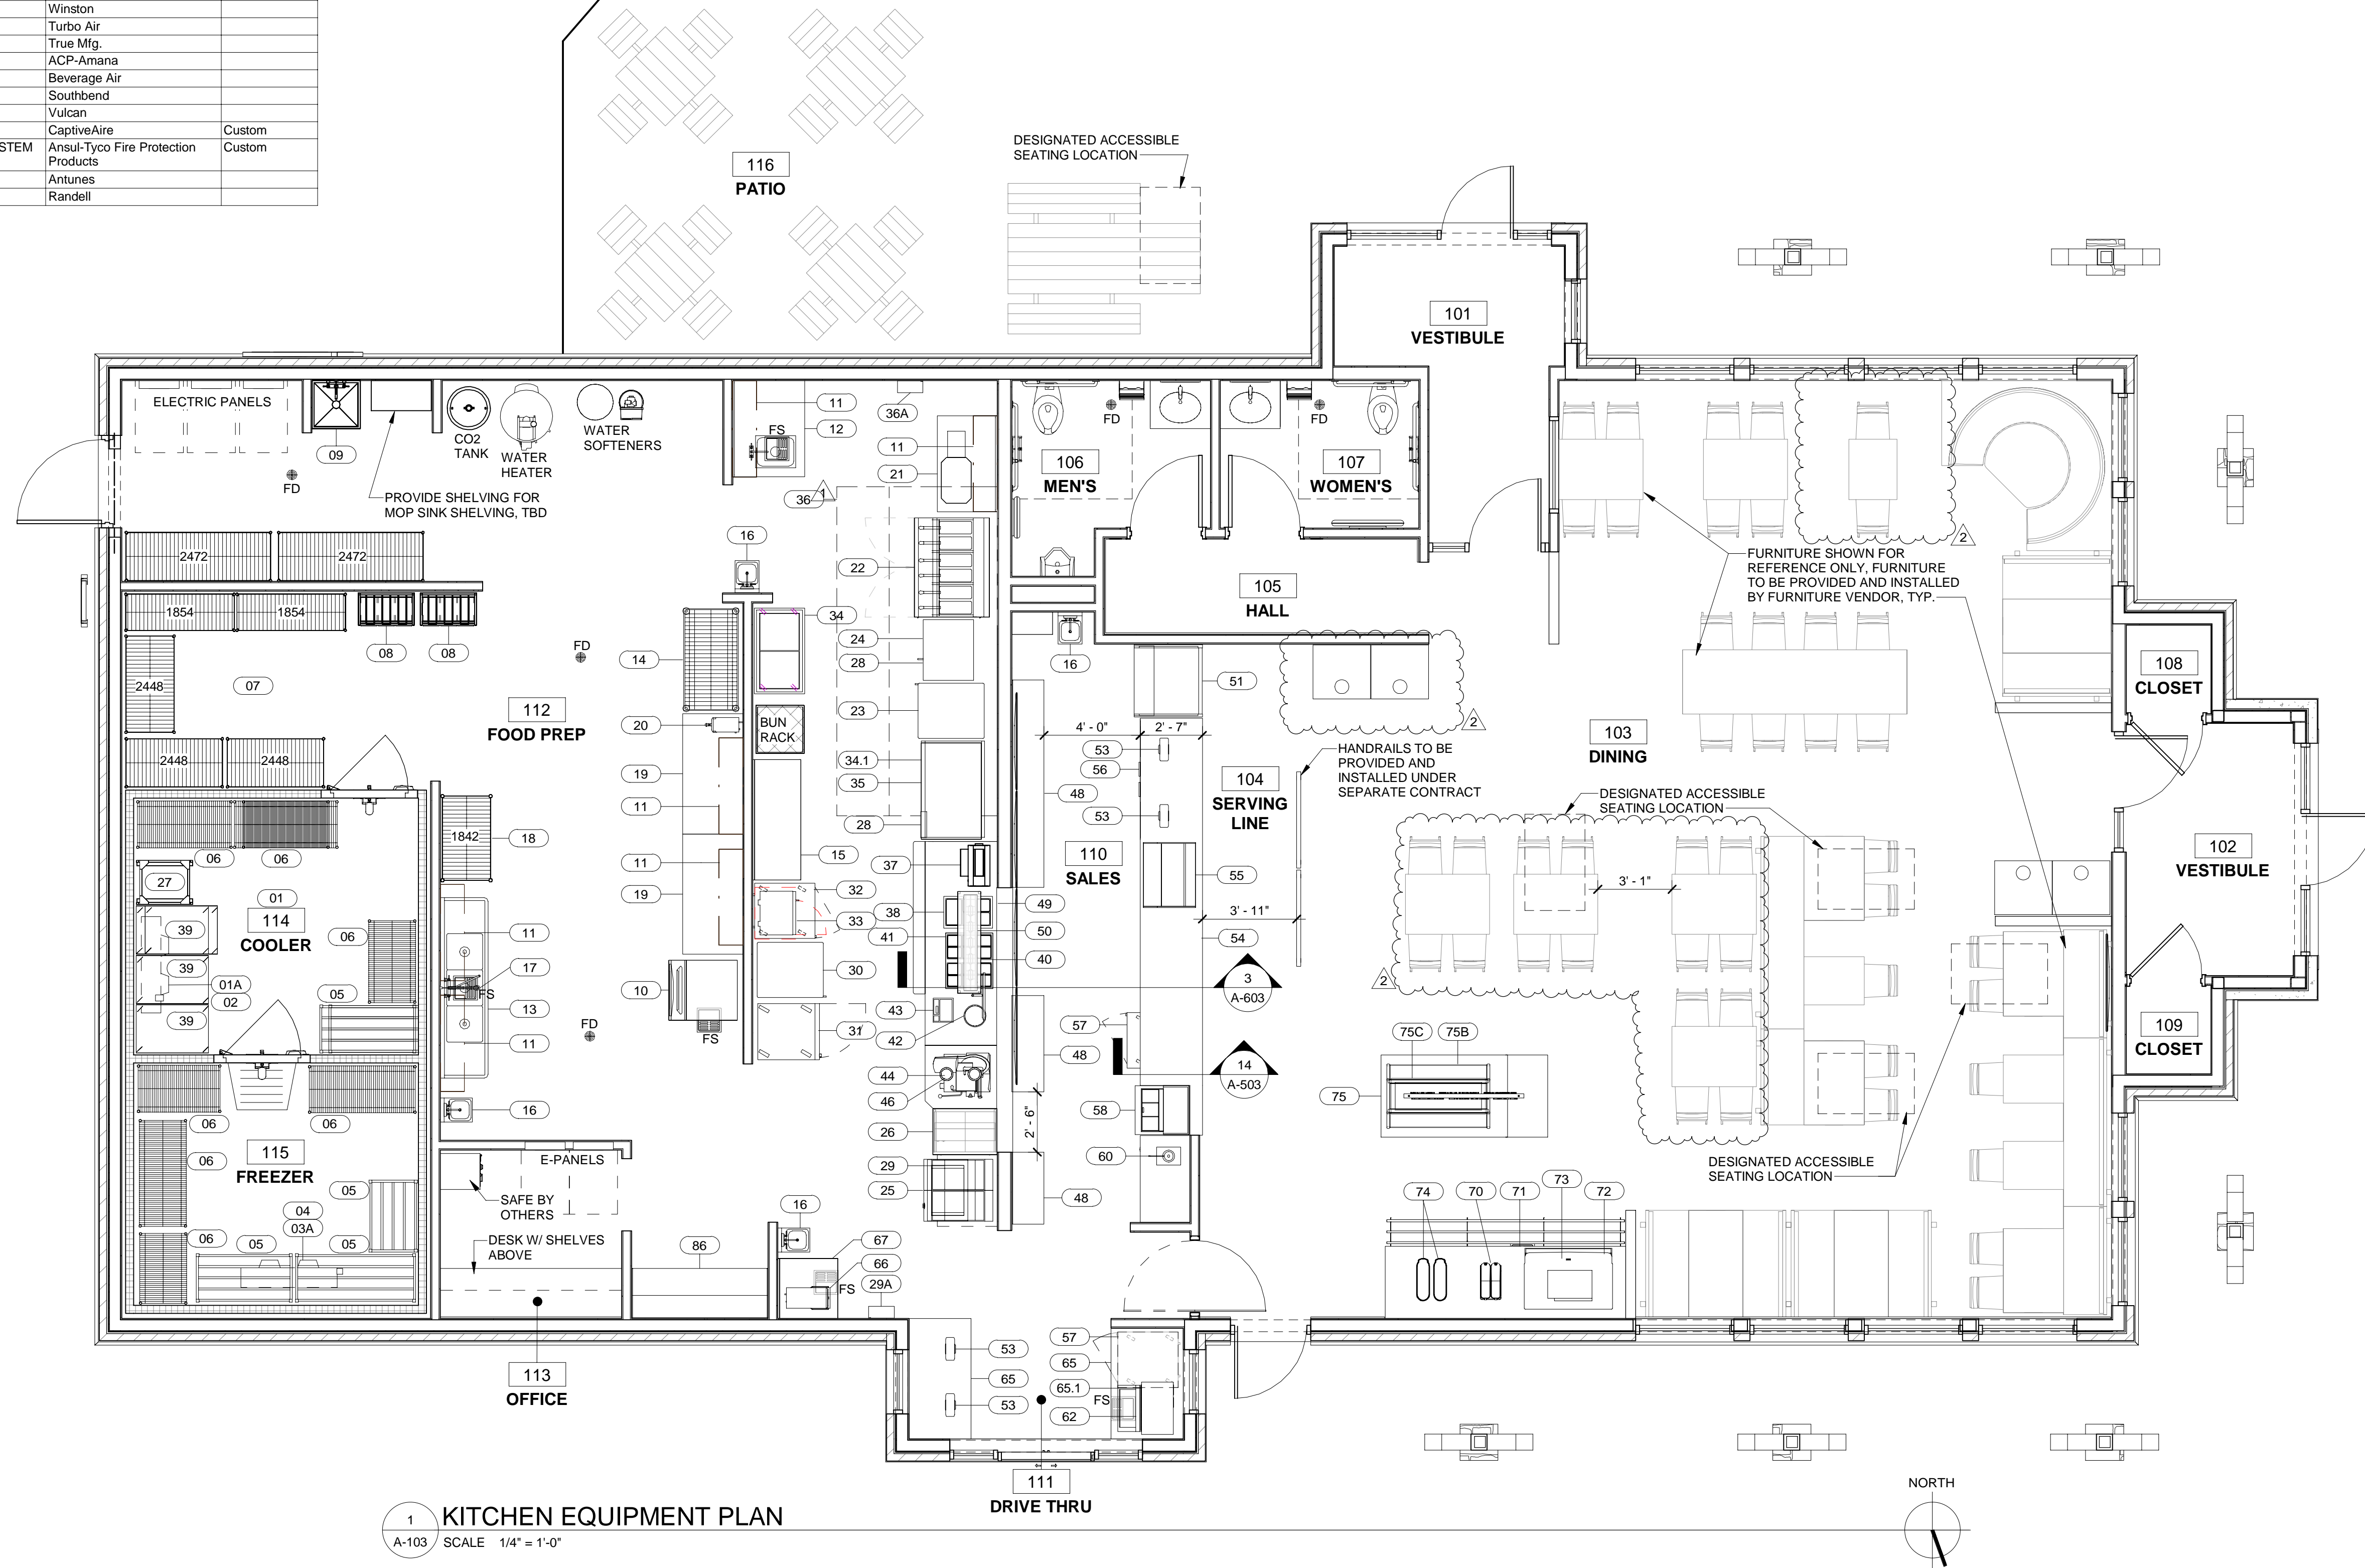 Winston
Turbo Air
True Mfg.
ACP-Amana
Beverage Air
Southbend
Vulcan
CaptiveAire Custom
STEM Ansul-Tyco Fire Protection Custom
Products
Antunes
Randell
116
PATIO
DESIGNATED ACCESSIBLE
SEATING LOCATION
101
VESTIBULE
ELECTRIC PANELS
09
FD
PROVIDE SHELVING FOR
MOP SINK SHELVING, TBD
CO2
TANK
WATER
HEATER
WATER
SOFTENERS
FS
11
12
36A
11
21
36
1
16
22
24
28
23
34
34.1
35
28
FD
106
MEN'S
FD
107
WOMEN'S
105
HALL
16
2
FURNITURE SHOWN FOR
REFERENCE ONLY, FURNITURE
TO BE PROVIDED AND INSTALLED
BY FURNITURE VENDOR, TYP.
108
CLOSET
2472
2472
1854
1854
08
08
2448
07
2448
2448
FD
112
FOOD PREP
14
20
19
11
11
19
BUN
RACK
15
32
33
30
31
10
FS
37
38
41
40
49
50
43
42
44
46
26
29
25
51
4' - 0"
2' - 7"
53
56
48
53
110
SALES
55
3' - 11"
54
3
A-603
57
48
14
A-503
2' - 6"
58
60
48
2
HANDRAILS TO BE
PROVIDED AND
INSTALLED UNDER
SEPARATE CONTRACT
104
SERVING
LINE
103
DINING
DESIGNATED ACCESSIBLE
SEATING LOCATION
3' - 1"
2
102
VESTIBULE
109
CLOSET
75C
75B
75
DESIGNATED ACCESSIBLE
SEATING LOCATION
74
70
71
73
72
06
06
1842
18
27
01
114
COOLER
39
39
39
01A
02
06
05
11
17
FS
13
11
FD
16
06
06
06
115
FREEZER
05
04
03A
06
05
05
E-PANELS
SAFE BY
OTHERS
DESK W/ SHELVES
ABOVE
86
16
67
66
FS
29A
113
OFFICE
53
65
53
57
65
65.1
FS
62
111
DRIVE THRU
1
A-103
KITCHEN EQUIPMENT PLAN
SCALE 1/4" = 1'-0"
NORTH